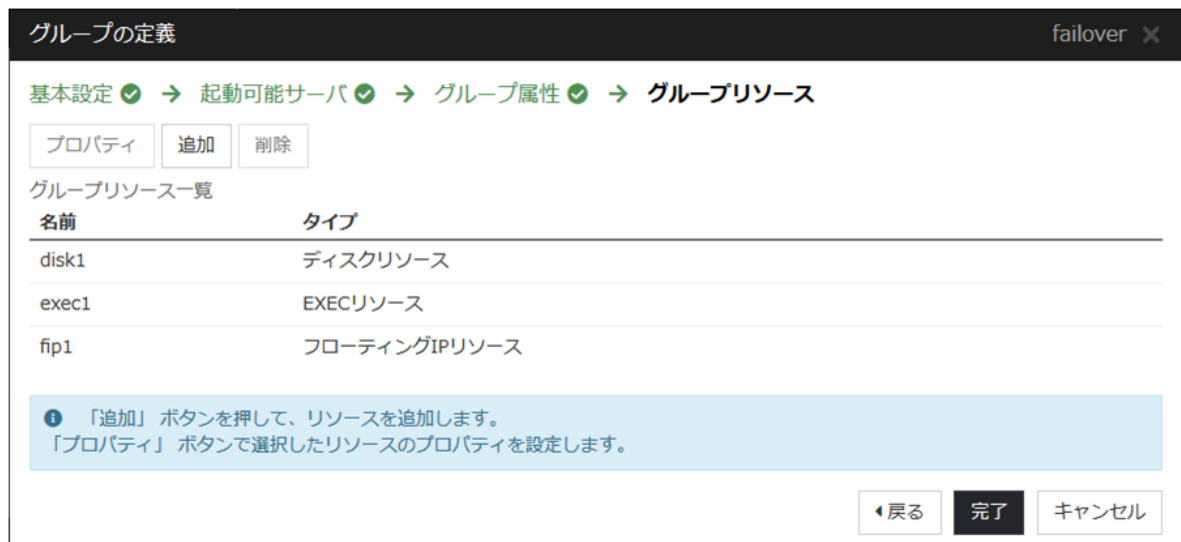 グループの定義 failover
基本設定 → 起動可能サーバ → グループ属性 → グループリソース
プロパティ 追加 削除
グループリソース一覧
名前 タイプ
disk1 ディスクリソース
exec1 EXECリソース
fip1 フローティングIPリソース
「追加」 ボタンを押して、リソースを追加します。
「プロパティ」 ボタンで選択したリソースのプロパティを設定します。
戻る 完了 キャンセル